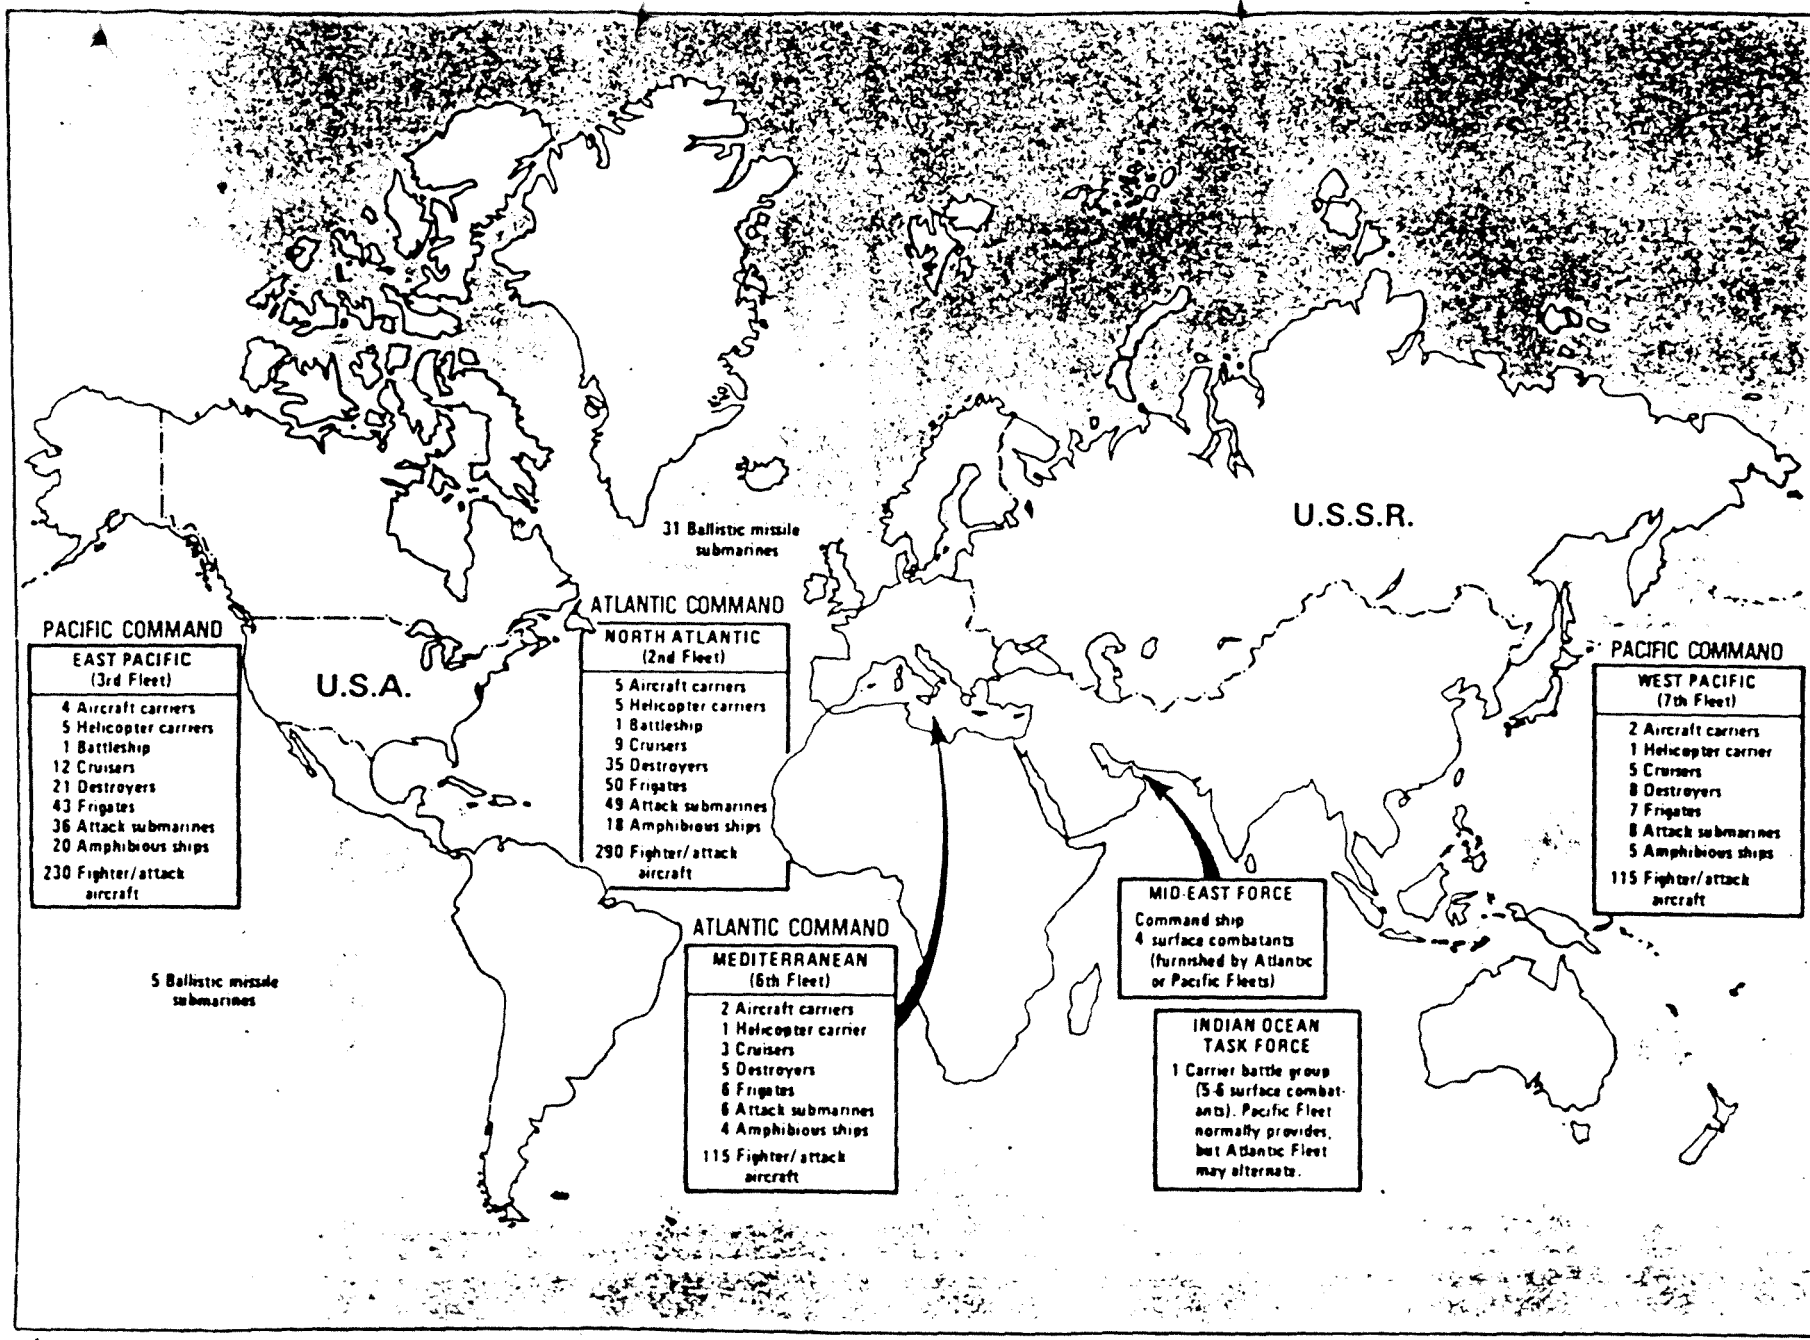 U.S.S.R.
31 Ballistic missile
submarines
U.S.A.
PACIFIC COMMAND
EAST PACIFIC
(3rd Fleet)
4 Aircraft carriers
5 Helicopter carriers
1 Battleship
12 Cruisers
21 Destroyers
43 Frigates
36 Attack submarines
20 Amphibious ships
230 Fighter/attack
aircraft
ATLANTIC COMMAND
NORTH ATLANTIC
(2nd Fleet)
5 Aircraft carriers
5 Helicopter carriers
1 Battleship
9 Cruisers
35 Destroyers
50 Frigates
49 Attack submarines
18 Amphibious ships
290 Fighter/attack
aircraft
PACIFIC COMMAND
WEST PACIFIC
(7th Fleet)
2 Aircraft carriers
1 Helicopter carrier
5 Cruisers
8 Destroyers
7 Frigates
8 Attack submarines
5 Amphibious ships
115 Fighter/attack
aircraft
5 Ballistic missile
submarines
ATLANTIC COMMAND
MEDITERRANEAN
(6th Fleet)
2 Aircraft carriers
1 Helicopter carrier
3 Cruisers
5 Destroyers
6 Frigates
6 Attack submarines
4 Amphibious ships
115 Fighter/attack
aircraft
MID-EAST FORCE
Command ship
4 surface combatants
(furnished by Atlantic
or Pacific Fleets)
INDIAN OCEAN
TASK FORCE
1 Carrier battle group
(5-6 surface combat-
ants). Pacific Fleet
normally provides,
but Atlantic Fleet
may alternate.